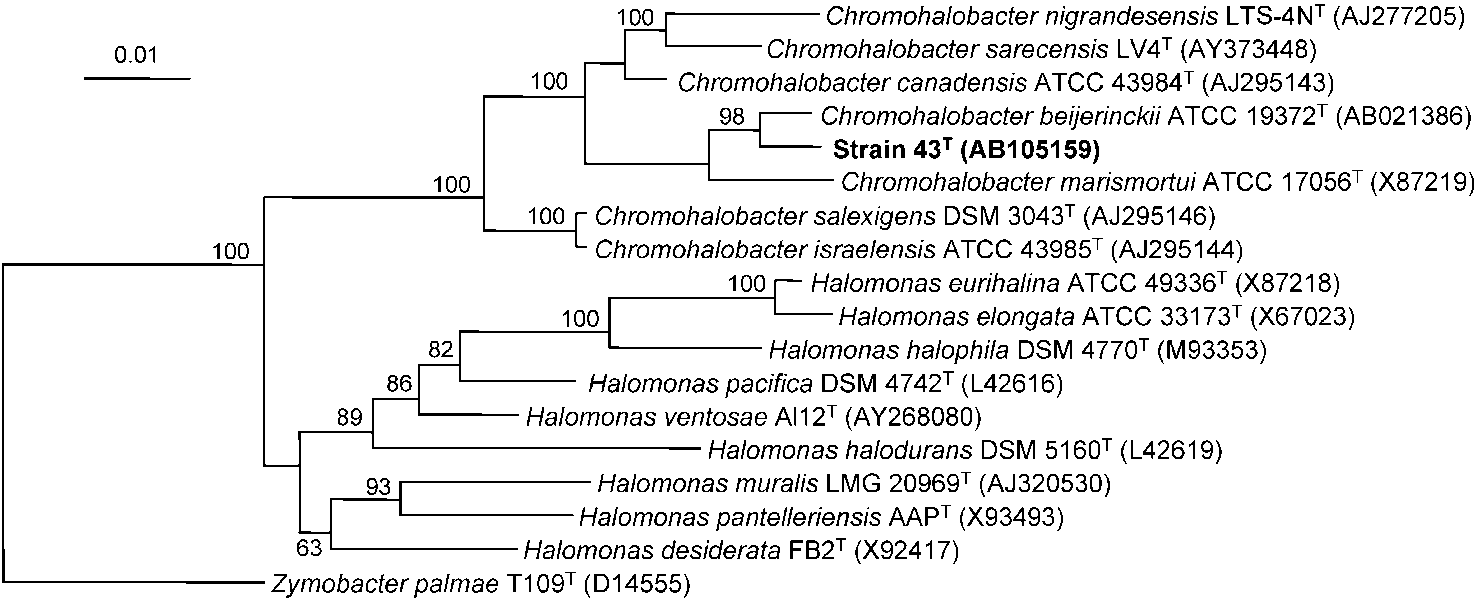 100
Chromohalobacter nigrandesensis LTS-4Nᵀ (AJ277205)
0.01
Chromohalobacter sarecensis LV4ᵀ (AY373448)
100
Chromohalobacter canadensis ATCC 43984ᵀ (AJ295143)
98
Chromohalobacter beijerinckii ATCC 19372ᵀ (AB021386)
Strain 43ᵀ (AB105159)
100
Chromohalobacter marismortui ATCC 17056ᵀ (X87219)
100
Chromohalobacter salexigens DSM 3043ᵀ (AJ295146)
Chromohalobacter israelensis ATCC 43985ᵀ (AJ295144)
100
100
Halomonas eurihalina ATCC 49336ᵀ (X87218)
100
Halomonas elongata ATCC 33173ᵀ (X67023)
82
Halomonas halophila DSM 4770ᵀ (M93353)
86
Halomonas pacifica DSM 4742ᵀ (L42616)
89
Halomonas ventosae Al12ᵀ (AY268080)
Halomonas halodurans DSM 5160ᵀ (L42619)
93
Halomonas muralis LMG 20969ᵀ (AJ320530)
Halomonas pantelleriensis AAPᵀ (X93493)
63
Halomonas desiderata FB2ᵀ (X92417)
Zymobacter palmae T109ᵀ (D14555)